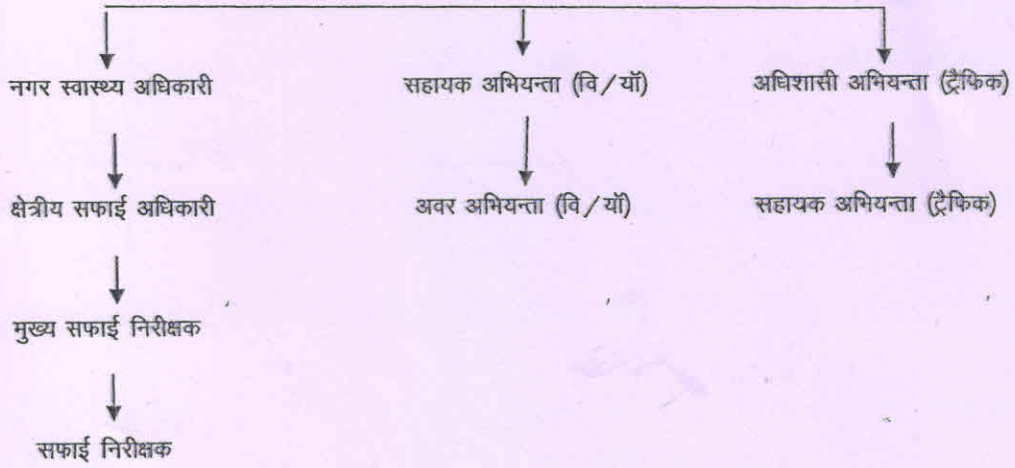 नगर स्वास्थ्य अधिकारी
सहायक अभियन्ता (वि/यॉ)
अधिशासी अभियन्ता (ट्रैफिक)
क्षेत्रीय सफाई अधिकारी
अवर अभियन्ता (वि/यॉ)
सहायक अभियन्ता (ट्रैफिक)
मुख्य सफाई निरीक्षक
सफाई निरीक्षक